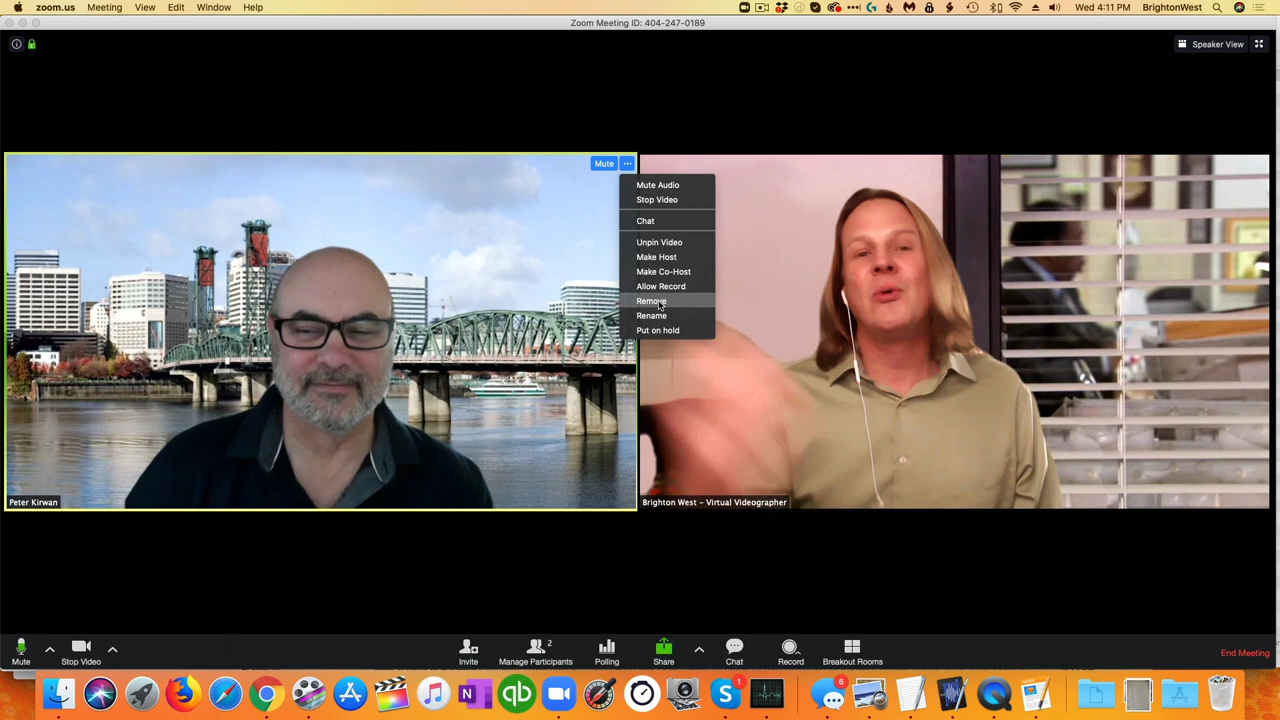 zoom.us Meeting View Edit Window Help
Wed 4:11 PM BrightonWest
Zoom Meeting ID: 404-247-0189
Speaker View
Mute
Mute Audio
Stop Video
Chat
Unpin Video
Make Host
Make Co-Host
Allow Record
Remove
Rename
Put on hold
Peter Kirwan
Brighton West - Virtual Videographer
2
Mute
Stop Video
Invite
Manage Participants
Polling
Share
Chat
Record
Breakout Rooms
End Meeting
N
qb
S
1
6